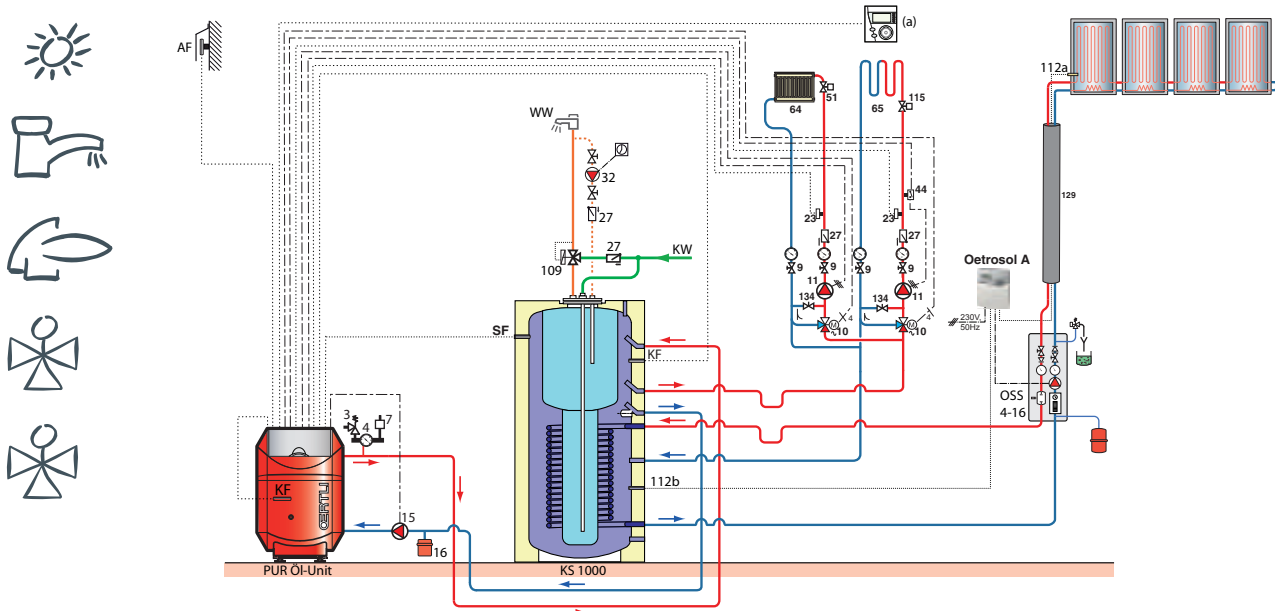 (a)
AF
112a
51
115
64
65
WW
32
129
44
23
23
27
27
27
KW
109
Oetrosol A
9
9
9
9
11
11
134
134
230V,
50Hz
M
4
10
M
4
10
SF
KF
OSS
4-16
3
4
7
KF
ŒRTLI
112b
15
16
PUR Öl-Unit
KS 1000